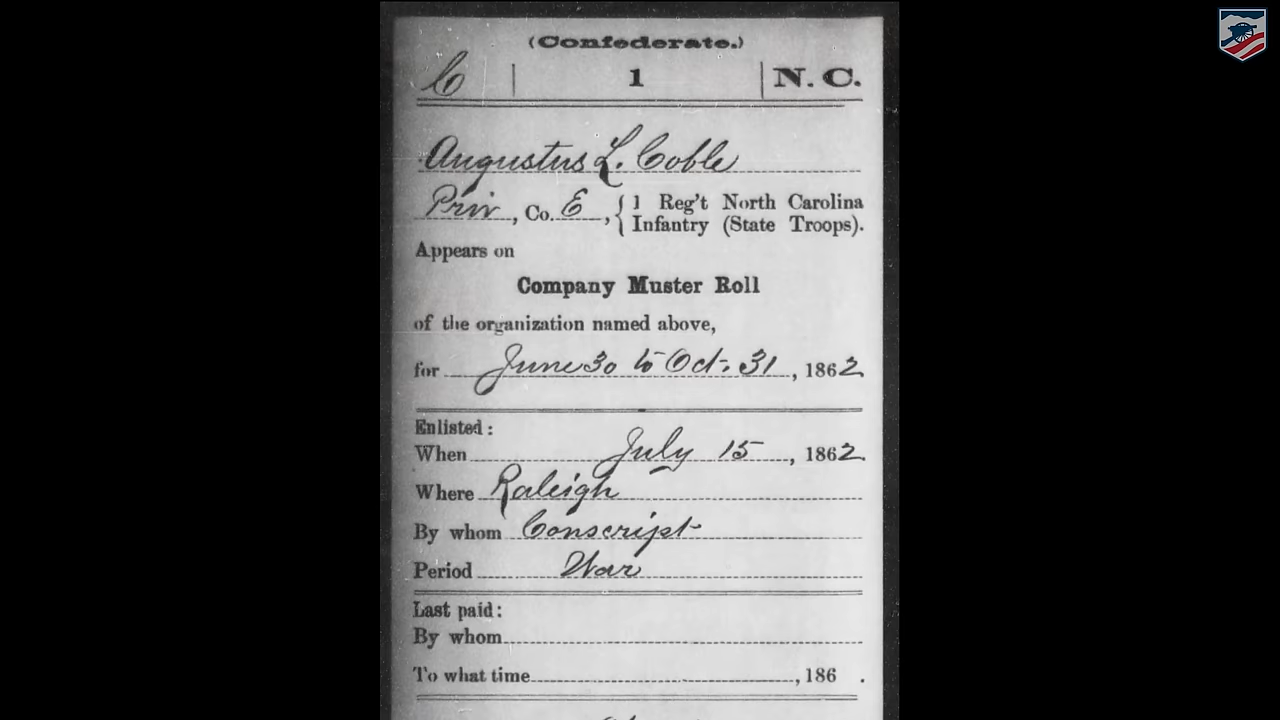 (Confederate.)
C | 1 | N. C.
Augustus L. Coble
Priv, Co. E, { 1 Reg't North Carolina
Infantry (State Troops).
Appears on
Company Muster Roll
of the organization named above,
for June 30 to Oct. 31, 1862
Enlisted:
When July 15, 1862.
Where Raleigh
By whom Conscript
Period War
Last paid:
By whom
To what time, 186 .